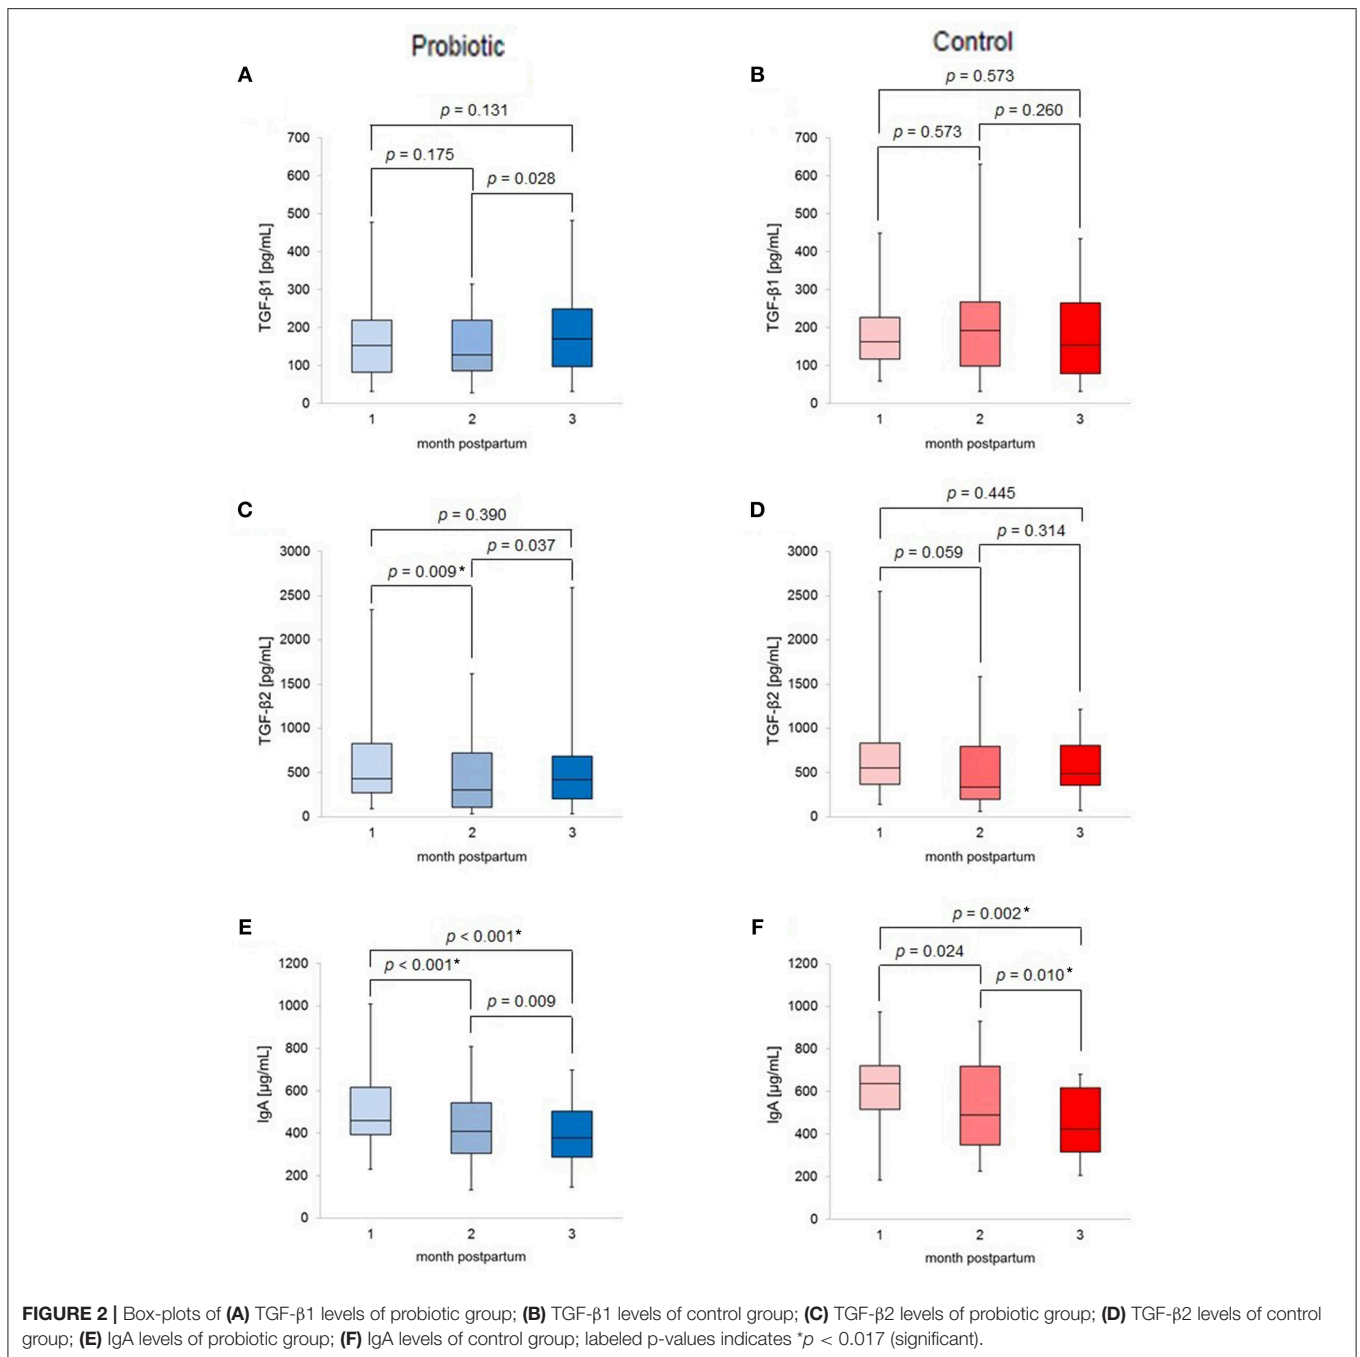 Probiotic
Control
A
p = 0.131
p = 0.175
p = 0.028
700
600
500
400
300
200
100
0
TGF-β1 [pg/mL]
1 2 3
month postpartum
B
p = 0.573
p = 0.260
p = 0.573
700
600
500
400
300
200
100
0
TGF-β1 [pg/mL]
1 2 3
month postpartum
C
p = 0.390
p = 0.037
p = 0.009*
3000
2500
2000
1500
1000
500
0
TGF-β2 [pg/mL]
1 2 3
month postpartum
D
p = 0.445
p = 0.314
p = 0.059
3000
2500
2000
1500
1000
500
0
TGF-β2 [pg/mL]
1 2 3
month postpartum
E
p < 0.001*
p < 0.001*
p = 0.009
1200
1000
800
600
400
200
0
IgA [µg/mL]
1 2 3
month postpartum
F
p = 0.002*
p = 0.024
p = 0.010*
1200
1000
800
600
400
200
0
IgA [µg/mL]
1 2 3
month postpartum
FIGURE 2 | Box-plots of (A) TGF-β1 levels of probiotic group; (B) TGF-β1 levels of control group; (C) TGF-β2 levels of probiotic group; (D) TGF-β2 levels of control
group; (E) IgA levels of probiotic group; (F) IgA levels of control group; labeled p-values indicates *p < 0.017 (significant).